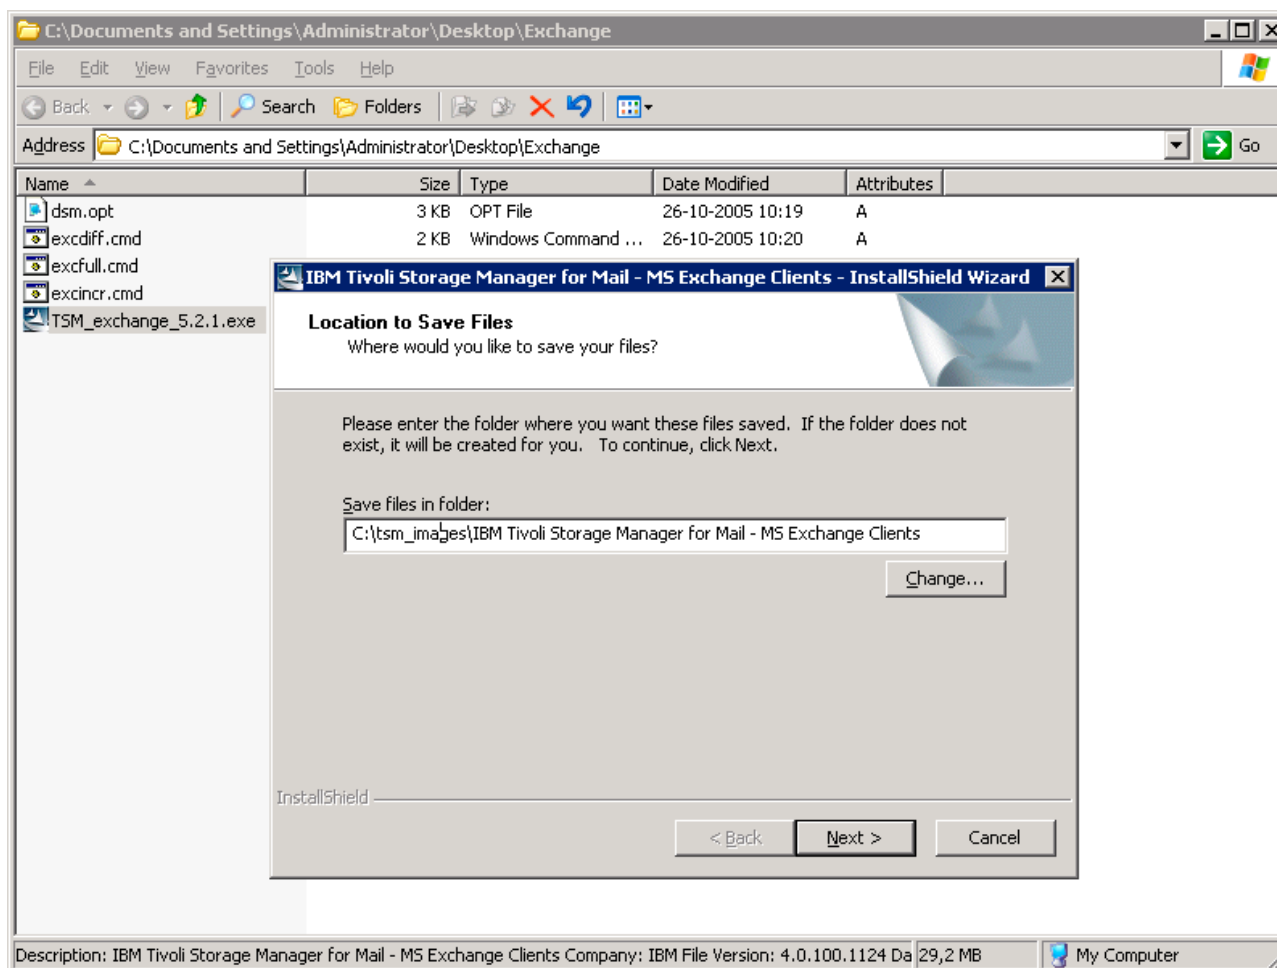 C:\Documents and Settings\Administrator\Desktop\Exchange
File Edit View Favorites Tools Help
Back Search Folders
Address C:\Documents and Settings\Administrator\Desktop\Exchange Go
Name Size Type Date Modified Attributes
dsm.opt 3 KB OPT File 26-10-2005 10:19 A
excdiff.cmd 2 KB Windows Command ... 26-10-2005 10:20 A
excfull.cmd
excincr.cmd
TSM_exchange_5.2.1.exe
IBM Tivoli Storage Manager for Mail - MS Exchange Clients - InstallShield Wizard
Location to Save Files
Where would you like to save your files?
Please enter the folder where you want these files saved. If the folder does not
exist, it will be created for you. To continue, click Next.
Save files in folder:
C:\tsm_images\IBM Tivoli Storage Manager for Mail - MS Exchange Clients
Change...
InstallShield
< Back Next > Cancel
Description: IBM Tivoli Storage Manager for Mail - MS Exchange Clients Company: IBM File Version: 4.0.100.1124 Da 29,2 MB My Computer